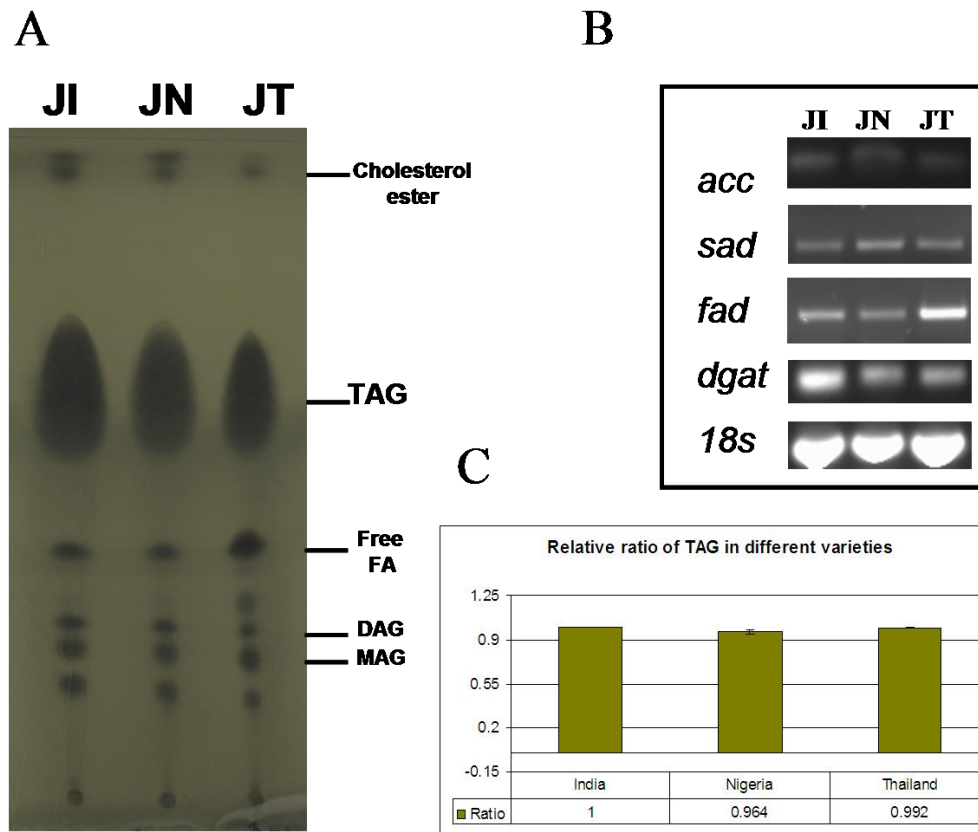 A
JI JN JT
Cholesterol
ester
TAG
Free
FA
DAG
MAG
B
JI JN JT
acc
sad
fad
dgat
18s
C
Relative ratio of TAG in different varieties
1.25
0.9
0.55
0.2
-0.15
India Nigeria Thailand
Ratio 1 0.964 0.992